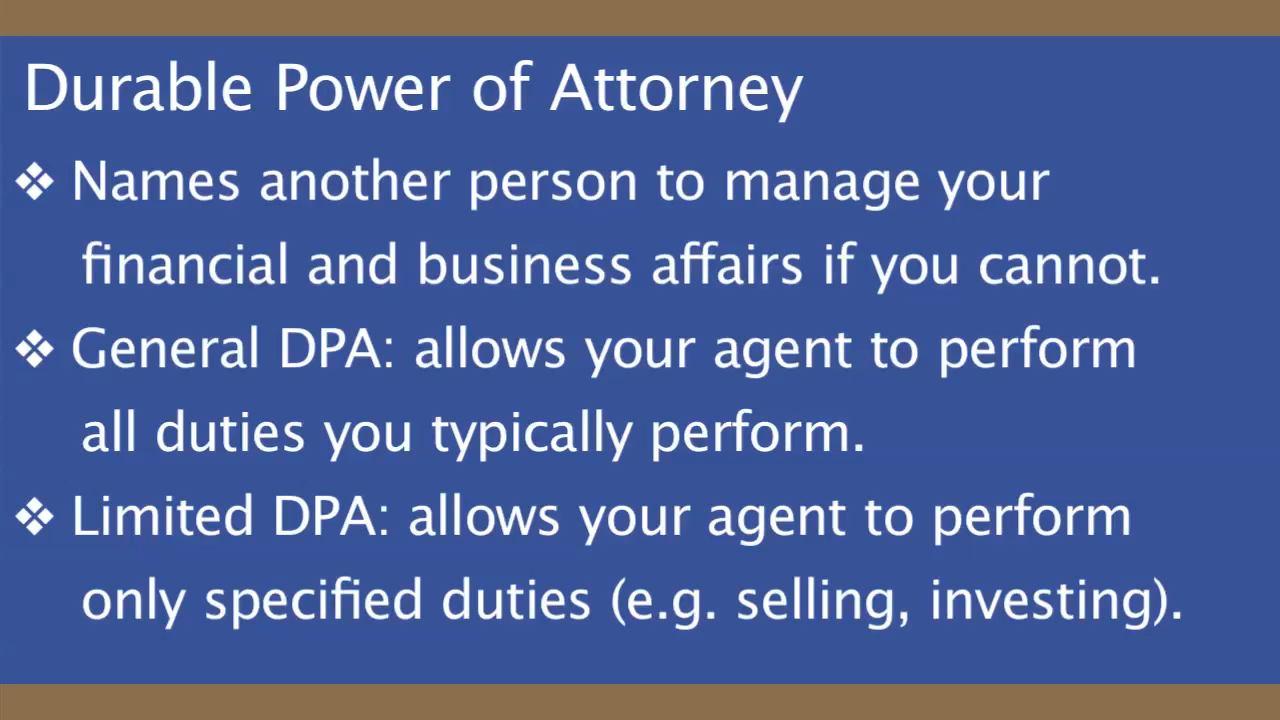 Durable Power of Attorney
❖ Names another person to manage your
financial and business affairs if you cannot.
❖ General DPA: allows your agent to perform
all duties you typically perform.
❖ Limited DPA: allows your agent to perform
only specified duties (e.g. selling, investing).